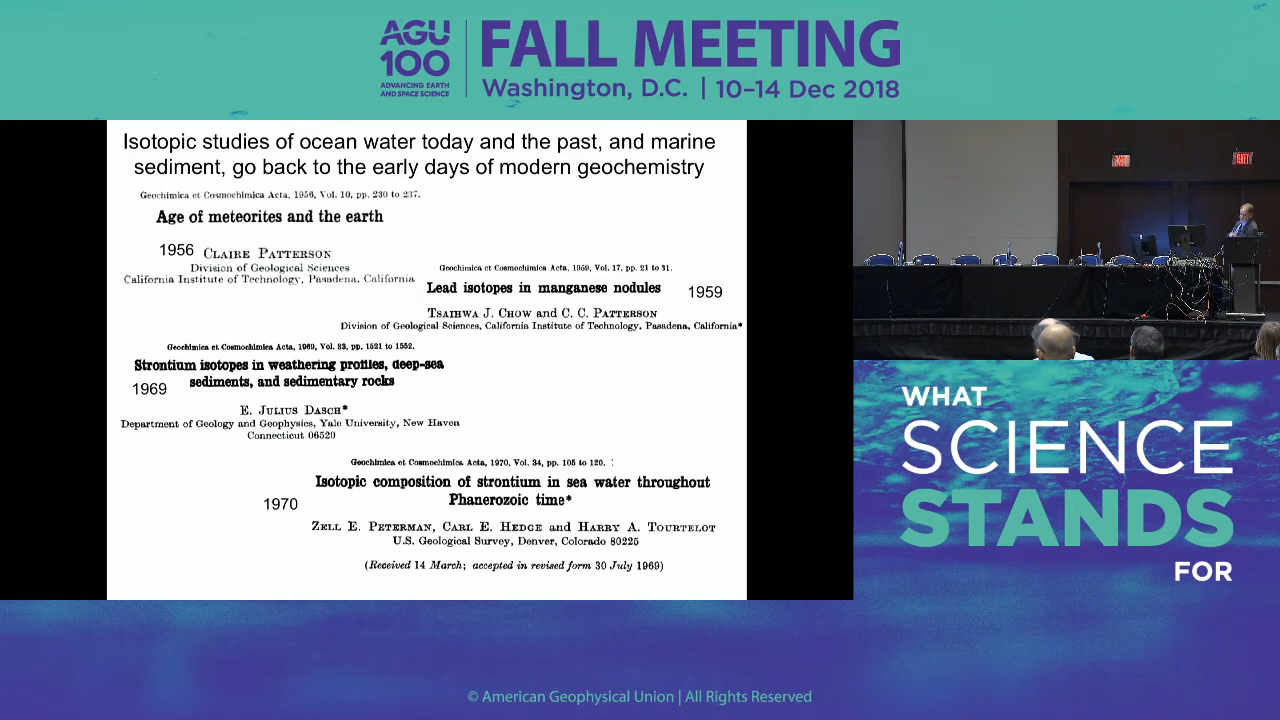 AGU
100
ADVANCING EARTH
AND SPACE SCIENCE
FALL MEETING
Washington, D.C. | 10–14 Dec 2018
Isotopic studies of ocean water today and the past, and marine
sediment, go back to the early days of modern geochemistry
Geochimica et Cosmochimica Acta, 1956, Vol. 10, pp. 230 to 237.
Age of meteorites and the earth
1956 CLAIRE PATTERSON
Division of Geological Sciences
California Institute of Technology, Pasadena, California
Geochimica et Cosmochimica Acta, 1959, Vol. 17, pp. 21 to 31.
Lead isotopes in manganese nodules 1959
TSAIHWA J. CHOW and C. C. PATTERSON
Division of Geological Sciences, California Institute of Technology, Pasadena, California*
Geochimica et Cosmochimica Acta, 1969, Vol. 33, pp. 1521 to 1552.
Strontium isotopes in weathering profiles, deep-sea
sediments, and sedimentary rocks
1969
E. JULIUS DASCH*
Department of Geology and Geophysics, Yale University, New Haven
Connecticut 06520
Geochimica et Cosmochimica Acta, 1970, Vol. 34, pp. 105 to 120.
Isotopic composition of strontium in sea water throughout
Phanerozoic time*
1970
ZELL E. PETERMAN, CARL E. HEDGE and HARRY A. TOURTELOT
U.S. Geological Survey, Denver, Colorado 80225
(Received 14 March; accepted in revised form 30 July 1969)
EXIT
WHAT
SCIENCE
STANDS
FOR
© American Geophysical Union | All Rights Reserved